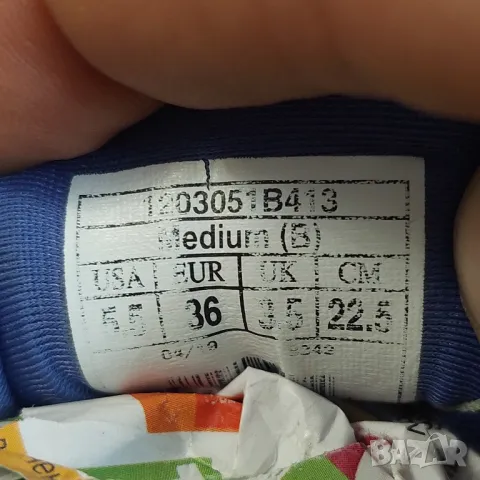 1203051B413
Medium (B)
USA EUR UK CM
5.5 36 3.5 22.5
04/19
BAZAR